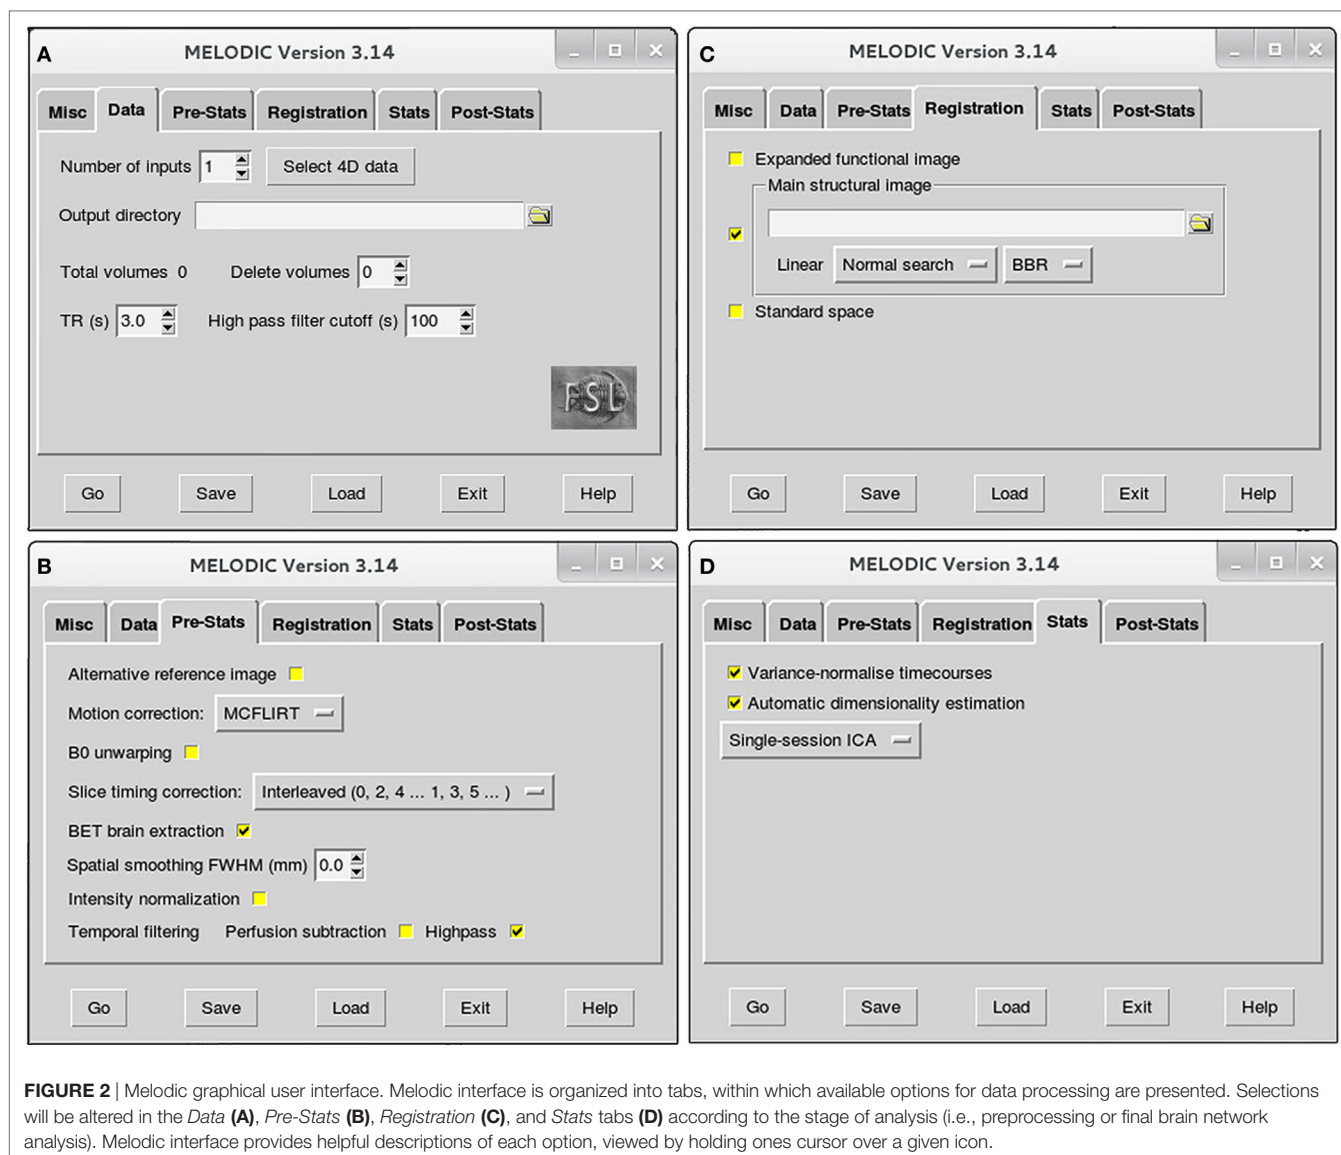 A
MELODIC Version 3.14
Misc Data Pre-Stats Registration Stats Post-Stats
Number of inputs 1 Select 4D data
Output directory
Total volumes 0 Delete volumes 0
TR (s) 3.0 High pass filter cutoff (s) 100
FSL
Go Save Load Exit Help
C
MELODIC Version 3.14
Misc Data Pre-Stats Registration Stats Post-Stats
Expanded functional image
Main structural image
Linear Normal search BBR
Standard space
Go Save Load Exit Help
B
MELODIC Version 3.14
Misc Data Pre-Stats Registration Stats Post-Stats
Alternative reference image
Motion correction: MCFLIRT
B0 unwarping
Slice timing correction: Interleaved (0, 2, 4 ... 1, 3, 5 ... )
BET brain extraction
Spatial smoothing FWHM (mm) 0.0
Intensity normalization
Temporal filtering Perfusion subtraction Highpass
Go Save Load Exit Help
D
MELODIC Version 3.14
Misc Data Pre-Stats Registration Stats Post-Stats
Variance-normalise timecourses
Automatic dimensionality estimation
Single-session ICA
Go Save Load Exit Help
FIGURE 2 | Melodic graphical user interface. Melodic interface is organized into tabs, within which available options for data processing are presented. Selections
will be altered in the Data (A), Pre-Stats (B), Registration (C), and Stats tabs (D) according to the stage of analysis (i.e., preprocessing or final brain network
analysis). Melodic interface provides helpful descriptions of each option, viewed by holding ones cursor over a given icon.